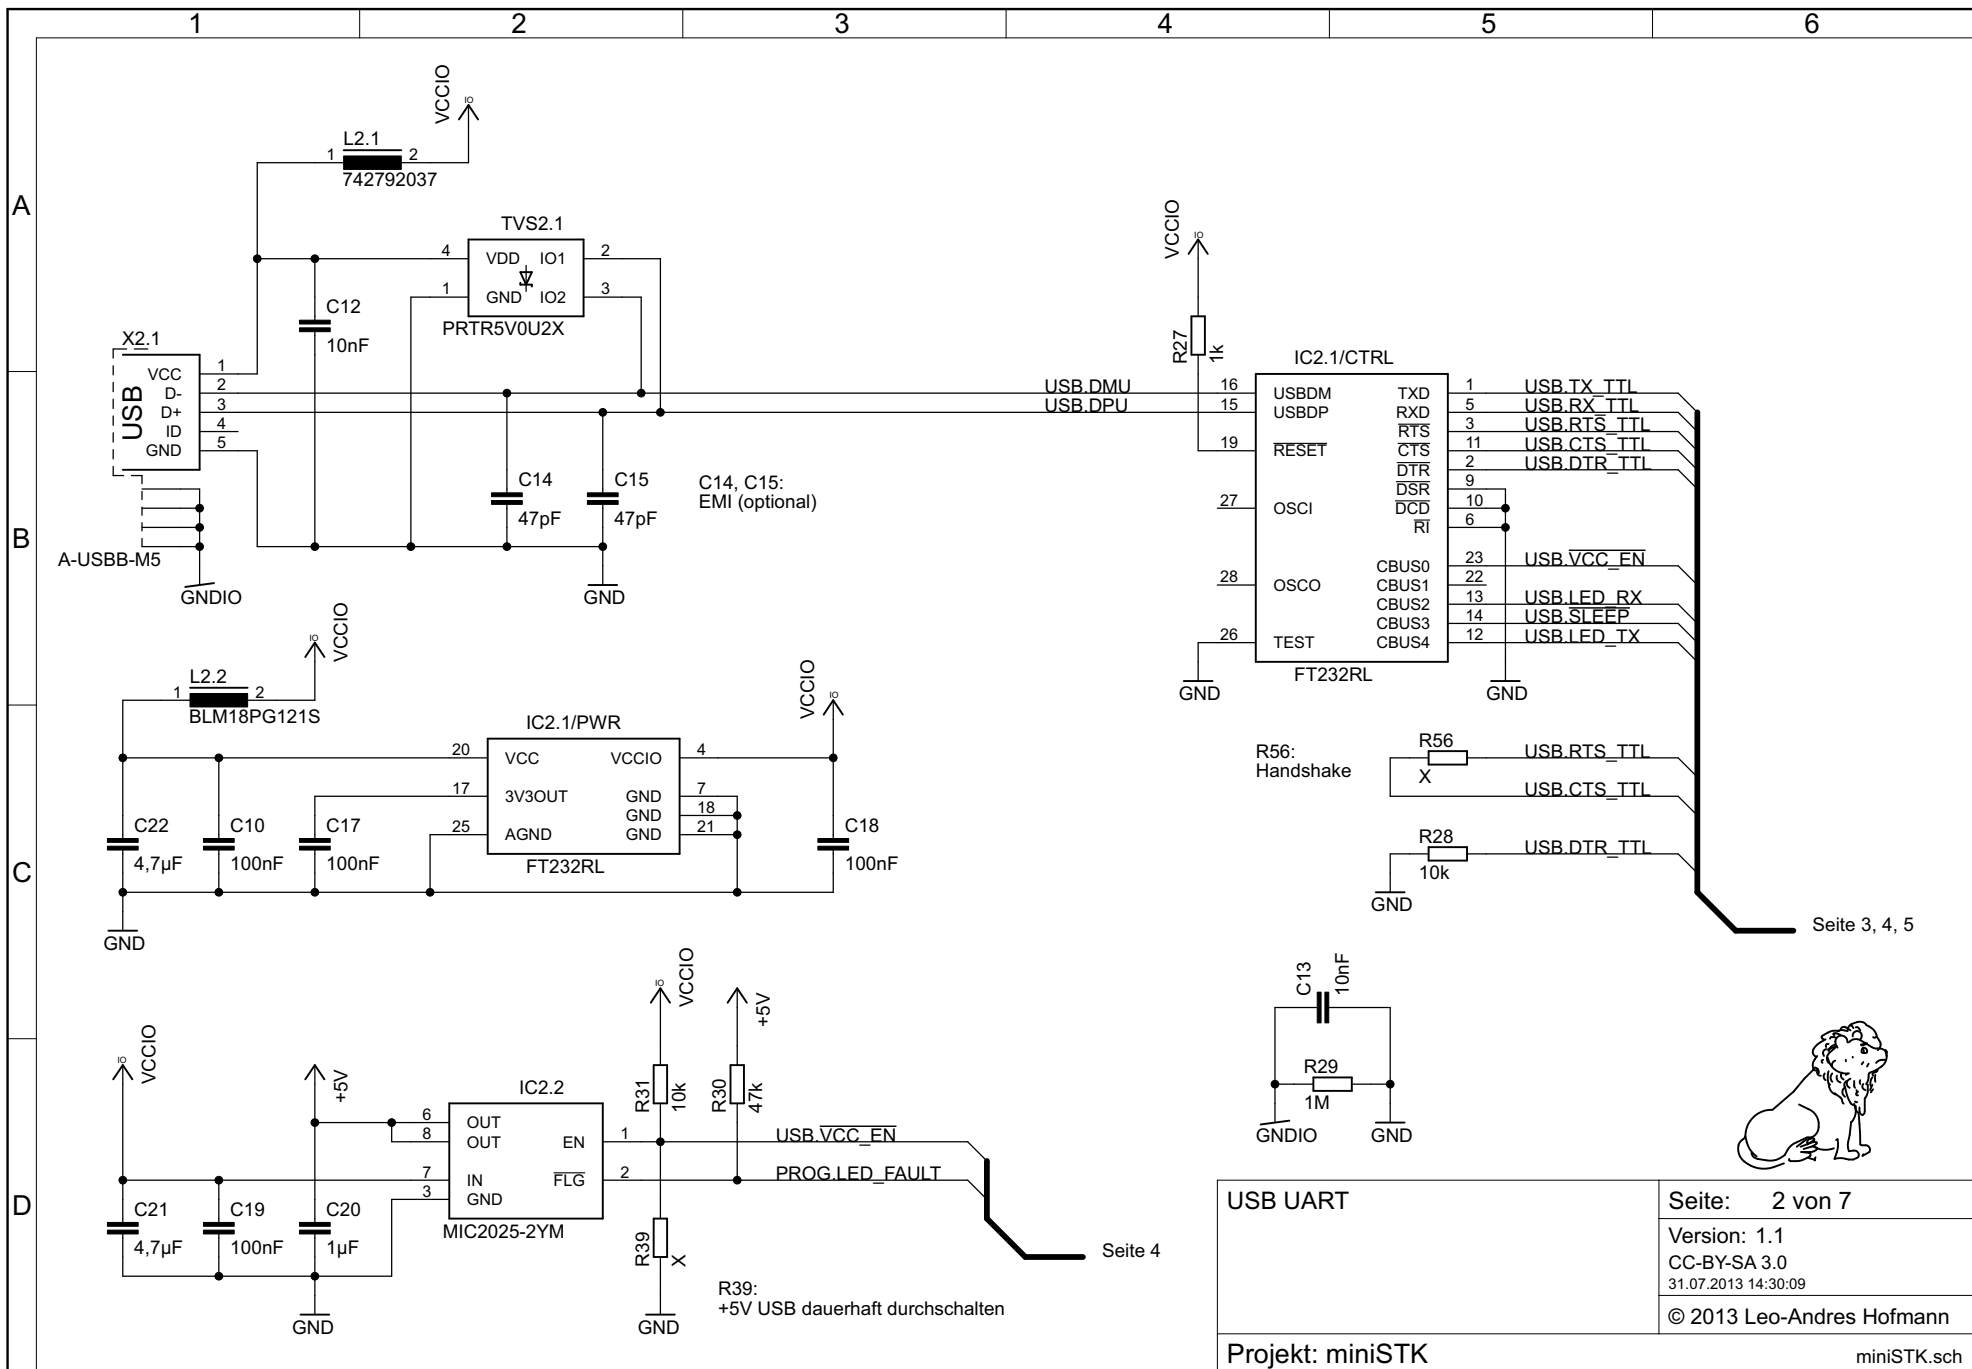 1 2 3 4 5 6
A
B
C
D
VCCIO
IO
L2.1
1 2
742792037
TVS2.1
4 VDD IO1 2
1 GND IO2 3
PRTR5V0U2X
C12
10nF
X2.1
USB
VCC 1
D- 2
D+ 3
ID 4
GND 5
A-USBB-M5
GNDIO
C14
47pF
C15
47pF
GND
C14, C15:
EMI (optional)
USB.DMU
USB.DPU
VCCIO
IO
R27
1k
IC2.1/CTRL
16 USBDM TXD 1 USB.TX_TTL
15 USBDP RXD 5 USB.RX_TTL
RTS 3 USB.RTS_TTL
19 RESET CTS 11 USB.CTS_TTL
DTR 2 USB.DTR_TTL
DSR 9
27 OSCI DCD 10
RI 6
CBUS0 23 USB.VCC_EN
28 OSCO CBUS1 22
CBUS2 13 USB.LED_RX
CBUS3 14 USB.SLEEP
26 TEST CBUS4 12 USB.LED_TX
FT232RL
GND
GND
VCCIO
IO
L2.2
1 2
BLM18PG121S
IC2.1/PWR
20 VCC VCCIO 4
17 3V3OUT GND 7
GND 18
25 AGND GND 21
FT232RL
VCCIO
IO
C22
4,7µF
C10
100nF
C17
100nF
C18
100nF
GND
R56:
Handshake
R56
X
USB.RTS_TTL
USB.CTS_TTL
R28
10k
USB.DTR_TTL
GND
Seite 3, 4, 5
C13
10nF
R29
1M
GNDIO
GND
VCCIO
IO
+5V
IC2.2
6 OUT
8 OUT EN 1
7 IN FLG 2
3 GND
MIC2025-2YM
C21
4,7µF
C19
100nF
C20
1µF
GND
VCCIO
IO
+5V
R31
10k
R30
47k
USB.VCC_EN
PROG.LED_FAULT
R39
X
GND
Seite 4
R39:
+5V USB dauerhaft durchschalten
USB UART
Seite: 2 von 7
Version: 1.1
CC-BY-SA 3.0
31.07.2013 14:30:09
© 2013 Leo-Andres Hofmann
Projekt: miniSTK
miniSTK.sch